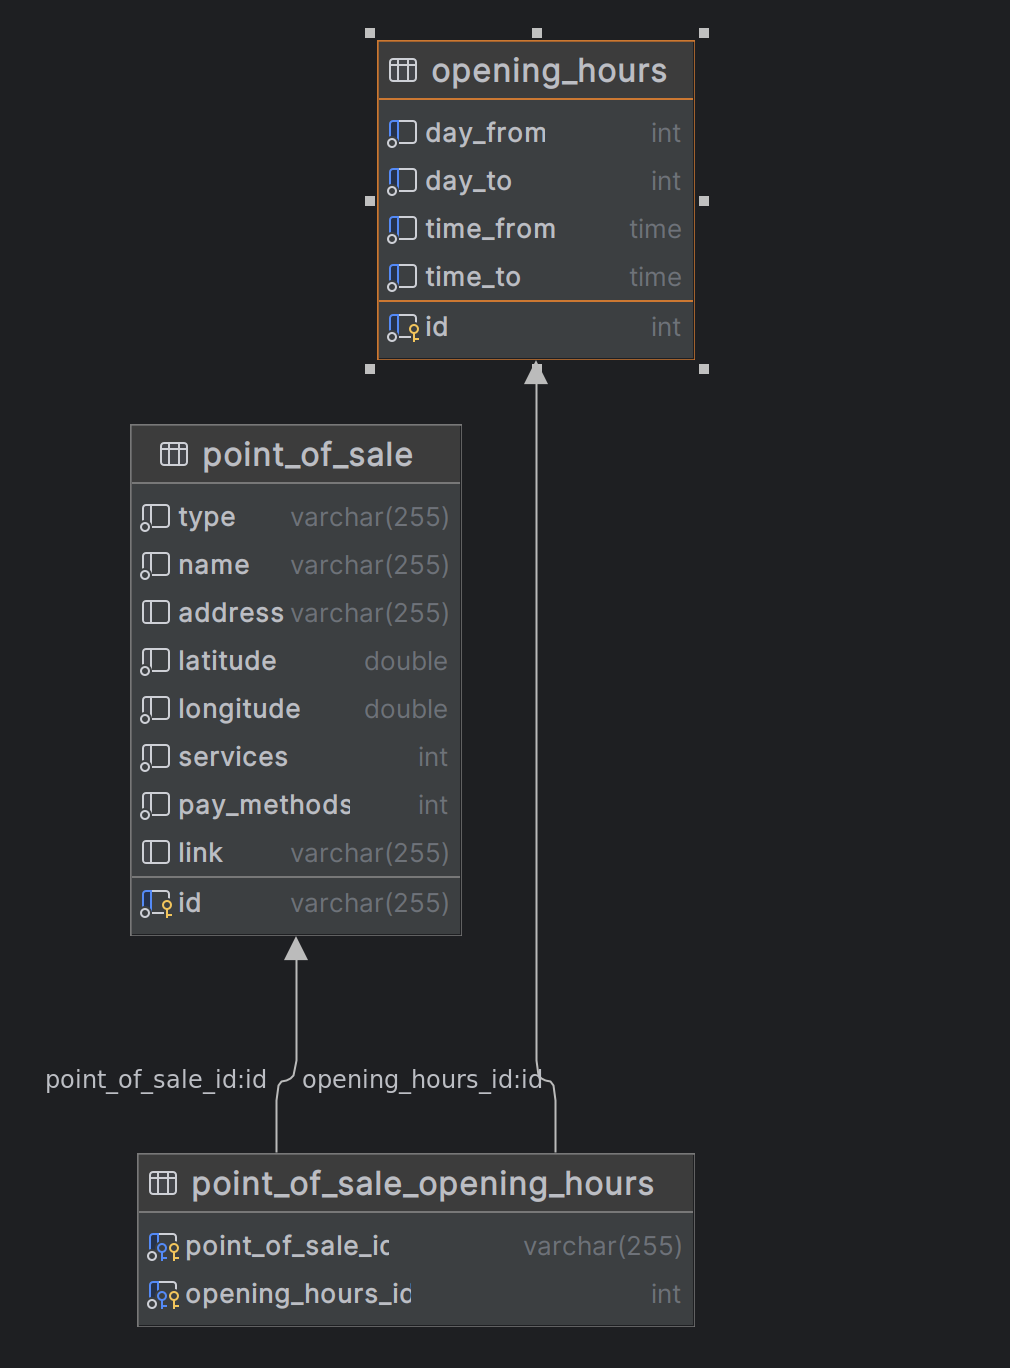 opening_hours
day_from int
day_to int
time_from time
time_to time
id int
point_of_sale
type varchar(255)
name varchar(255)
address varchar(255)
latitude double
longitude double
services int
pay_methods int
link varchar(255)
id varchar(255)
point_of_sale_id:id opening_hours_id:id
point_of_sale_opening_hours
point_of_sale_id varchar(255)
opening_hours_id int